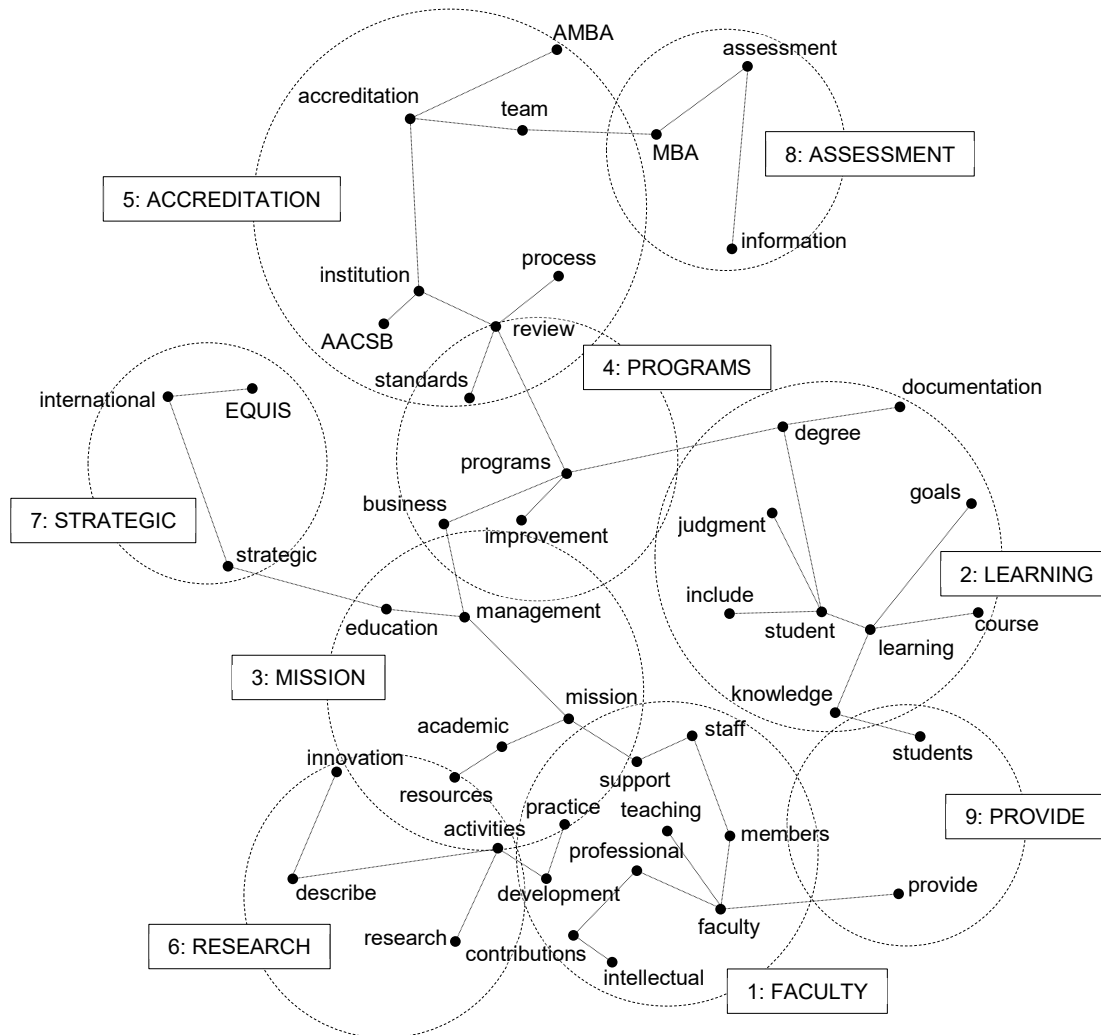 AMBA
assessment
accreditation
team
MBA
8: ASSESSMENT
5: ACCREDITATION
information
process
institution
review
AACSB
4: PROGRAMS
standards
documentation
international
EQUIS
degree
programs
goals
business
judgment
7: STRATEGIC
improvement
strategic
2: LEARNING
include
management
education
student
course
learning
3: MISSION
knowledge
mission
academic
staff
students
innovation
support
resources
practice
teaching
9: PROVIDE
activities
members
professional
describe
development
provide
faculty
6: RESEARCH
research
contributions
intellectual
1: FACULTY